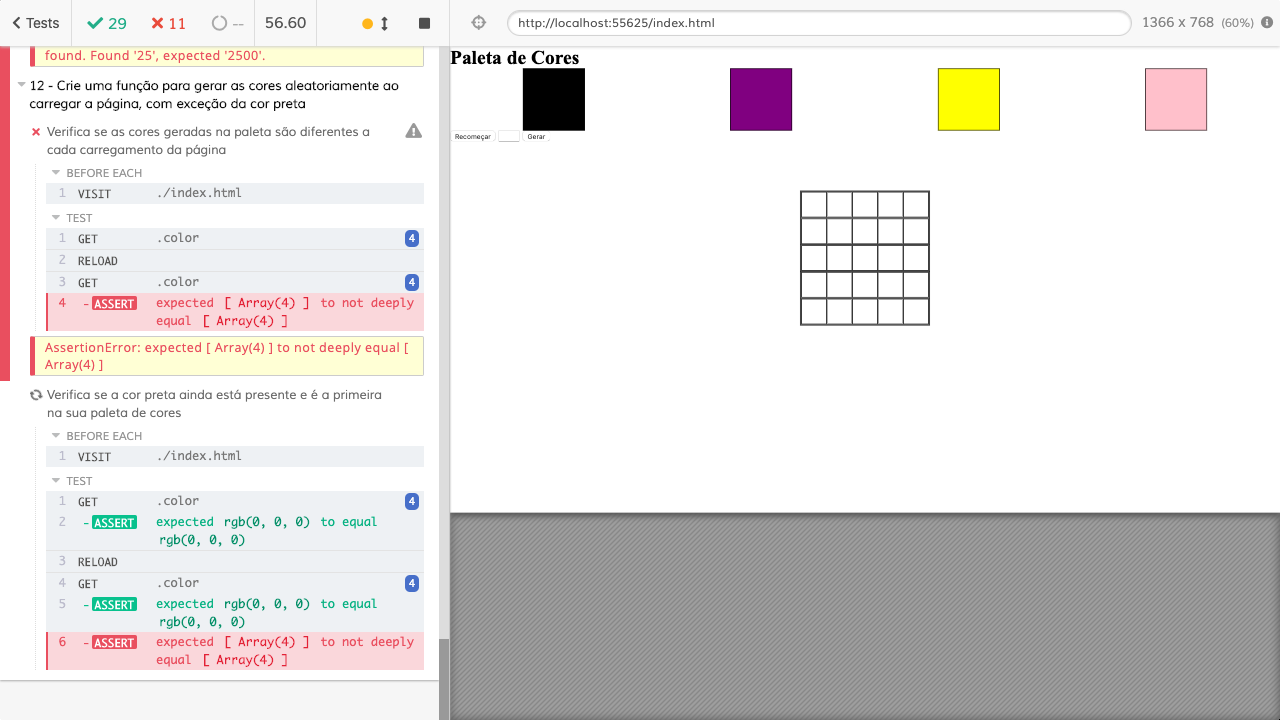 Tests
29
11
--
56.60
http://localhost:55625/index.html
1366 x 768 (60%)
found. Found '25', expected '2500'.
12 - Crie uma função para gerar as cores aleatoriamente ao
carregar a página, com exceção da cor preta
Verifica se as cores geradas na paleta são diferentes a
cada carregamento da página
BEFORE EACH
1 VISIT ./index.html
TEST
1 GET .color 4
2 RELOAD
3 GET .color 4
4 -ASSERT expected [ Array(4) ] to not deeply
equal [ Array(4) ]
AssertionError: expected [ Array(4) ] to not deeply equal [
Array(4) ]
Verifica se a cor preta ainda está presente e é a primeira
na sua paleta de cores
BEFORE EACH
1 VISIT ./index.html
TEST
1 GET .color 4
2 -ASSERT expected rgb(0, 0, 0) to equal
rgb(0, 0, 0)
3 RELOAD
4 GET .color 4
5 -ASSERT expected rgb(0, 0, 0) to equal
rgb(0, 0, 0)
6 -ASSERT expected [ Array(4) ] to not deeply
equal [ Array(4) ]
Paleta de Cores
Recomeçar
Gerar